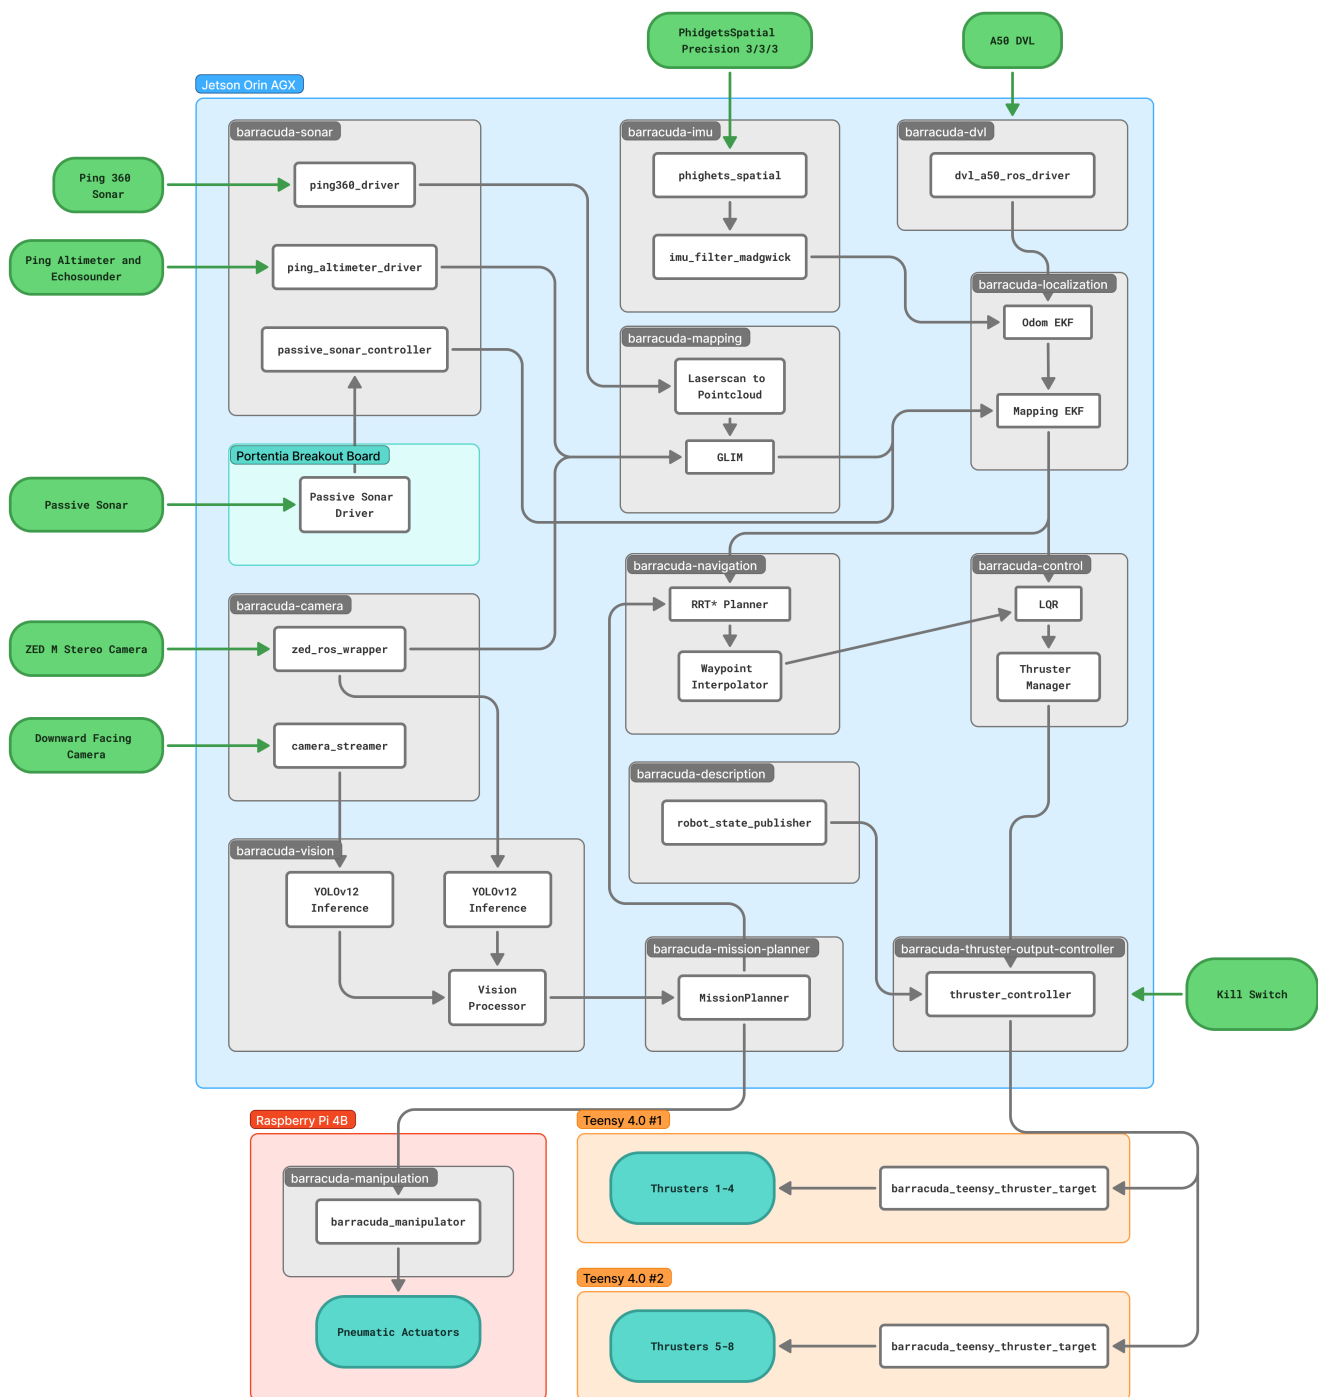 PhidgetsSpatial
Precision 3/3/3
A50 DVL
Jetson Orin AGX
barracuda-sonar
barracuda-imu
barracuda-dvl
Ping 360
Sonar
ping360_driver
phighets_spatial
dvl_a50_ros_driver
Ping Altimeter and
Echosounder
ping_altimeter_driver
imu_filter_madgwick
barracuda-localization
Odom EKF
passive_sonar_controller
barracuda-mapping
Laserscan to
Pointcloud
Mapping EKF
GLIM
Portentia Breakout Board
Passive Sonar
Passive Sonar
Driver
barracuda-navigation
barracuda-control
RRT* Planner
LQR
Waypoint
Interpolator
Thruster
Manager
barracuda-camera
ZED M Stereo Camera
zed_ros_wrapper
Downward Facing
Camera
camera_streamer
barracuda-description
robot_state_publisher
barracuda-vision
YOLOv12
Inference
YOLOv12
Inference
Vision
Processor
barracuda-mission-planner
MissionPlanner
barracuda-thruster-output-controller
thruster_controller
Kill Switch
Raspberry Pi 4B
barracuda-manipulation
barracuda_manipulator
Pneumatic Actuators
Teensy 4.0 #1
Thrusters 1-4
barracuda_teensy_thruster_target
Teensy 4.0 #2
Thrusters 5-8
barracuda_teensy_thruster_target